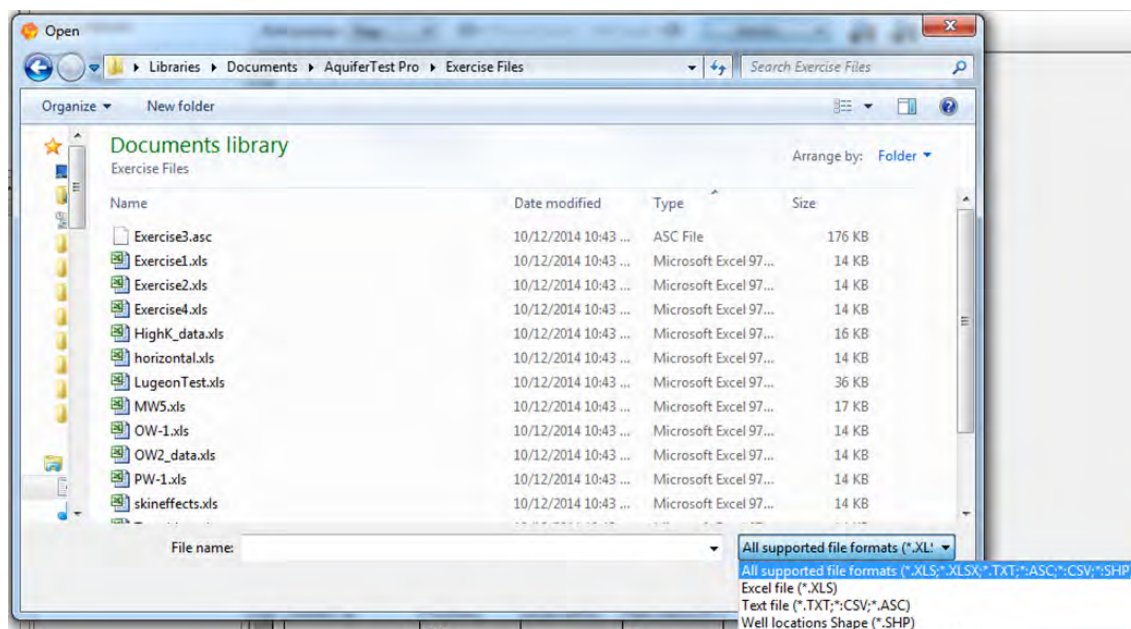 Open
Libraries ▸ Documents ▸ AquiferTest Pro ▸ Exercise Files
Search Exercise Files
Organize New folder
Documents library
Exercise Files
Arrange by: Folder
Name Date modified Type Size
Exercise3.asc 10/12/2014 10:43 ... ASC File 176 KB
Exercise1.xls 10/12/2014 10:43 ... Microsoft Excel 97... 14 KB
Exercise2.xls 10/12/2014 10:43 ... Microsoft Excel 97... 14 KB
Exercise4.xls 10/12/2014 10:43 ... Microsoft Excel 97... 14 KB
HighK_data.xls 10/12/2014 10:43 ... Microsoft Excel 97... 16 KB
horizontal.xls 10/12/2014 10:43 ... Microsoft Excel 97... 14 KB
LugeonTest.xls 10/12/2014 10:43 ... Microsoft Excel 97... 36 KB
MW5.xls 10/12/2014 10:43 ... Microsoft Excel 97... 17 KB
OW-1.xls 10/12/2014 10:43 ... Microsoft Excel 97... 14 KB
OW2_data.xls 10/12/2014 10:43 ... Microsoft Excel 97... 14 KB
PW-1.xls 10/12/2014 10:43 ... Microsoft Excel 97... 14 KB
skineffects.xls 10/12/2014 10:43 ... Microsoft Excel 97... 14 KB
File name: All supported file formats (*.XL
All supported file formats (*.XLS;*.XLSX;*.TXT;*:ASC;*:CSV;*:SHP
Excel file (*.XLS)
Text file (*.TXT;*:CSV;*.ASC)
Well locations Shape (*.SHP)